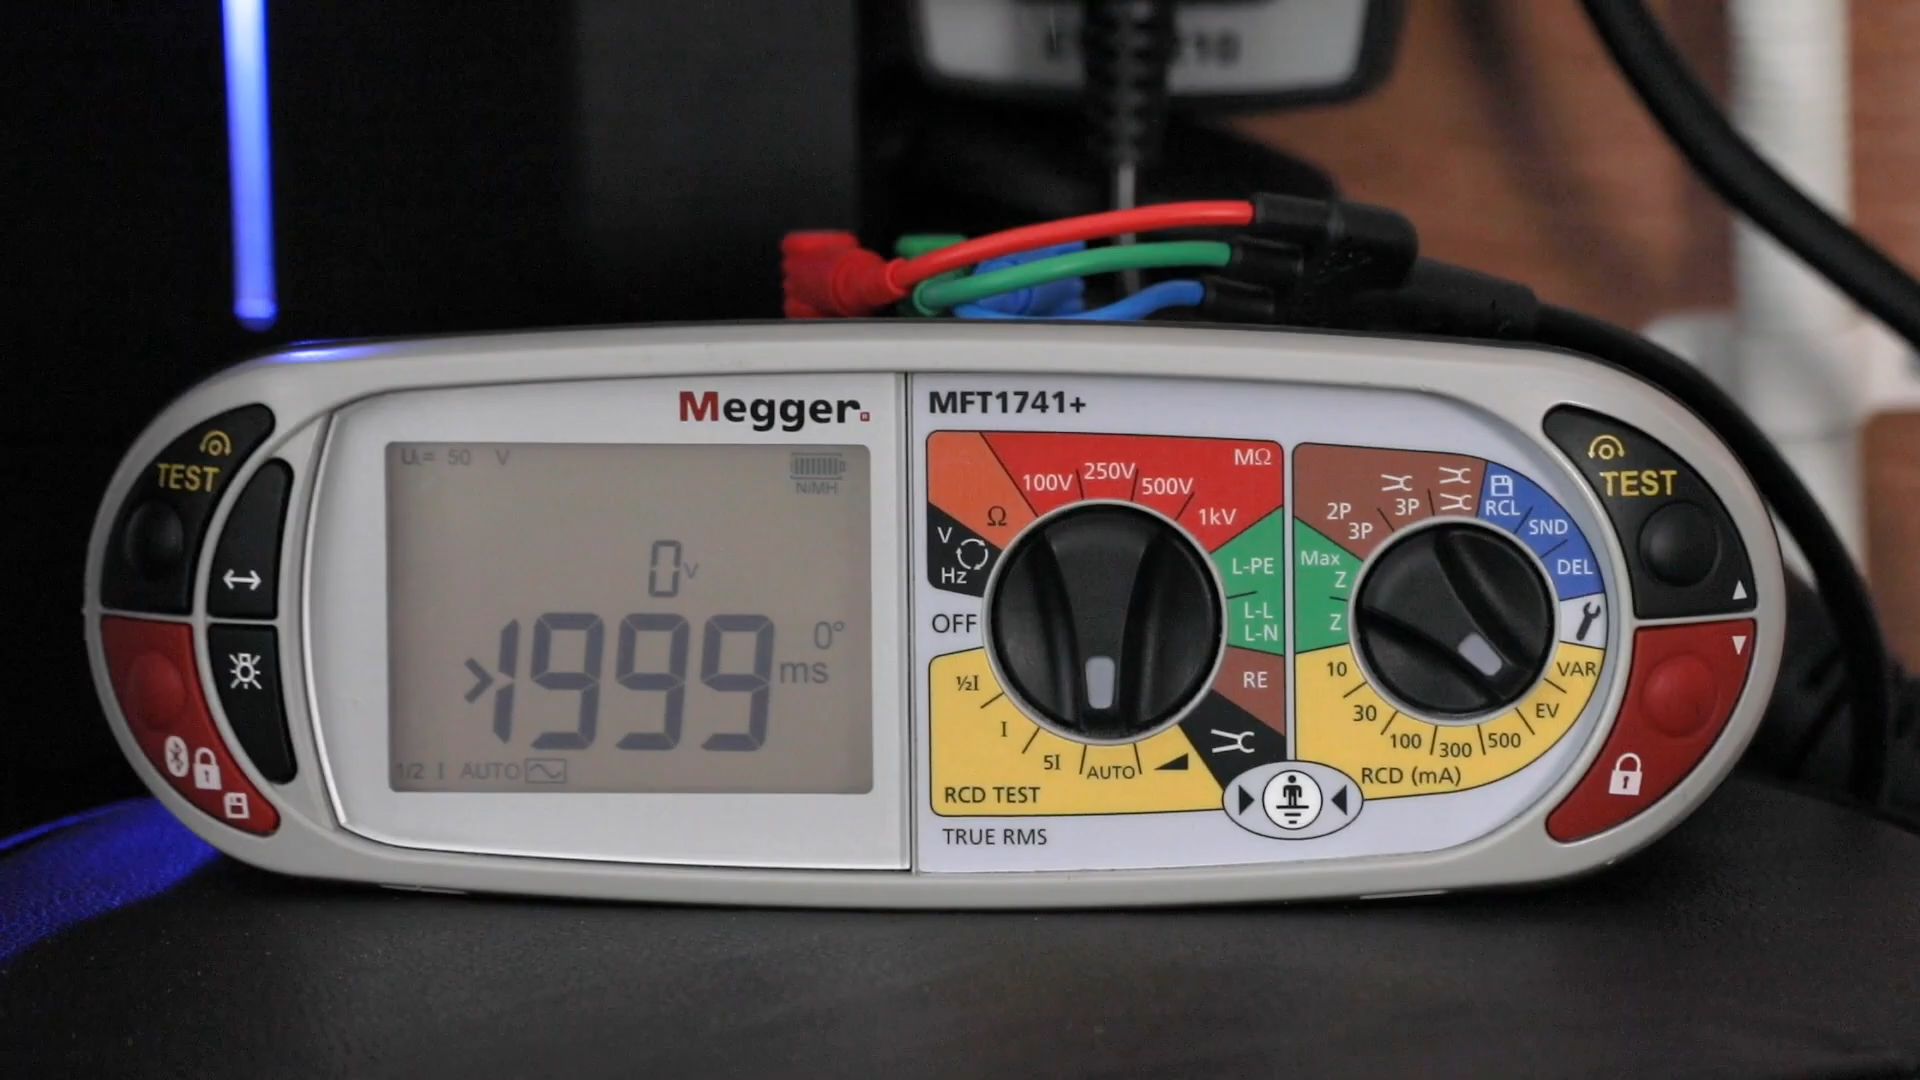 Megger.
MFT1741+
TEST
UL= 50 V
NiMH
0v
>1999 ms
0°
1/2 I AUTO
MΩ
100V
250V
500V
1kV
Ω
V
Hz
OFF
L-PE
L-L
L-N
RE
½I
I
5I
AUTO
RCD TEST
TRUE RMS
2P
3P
3P
RCL
SND
DEL
Max
Z
Z
10
30
100
300
500
EV
VAR
RCD (mA)
TEST